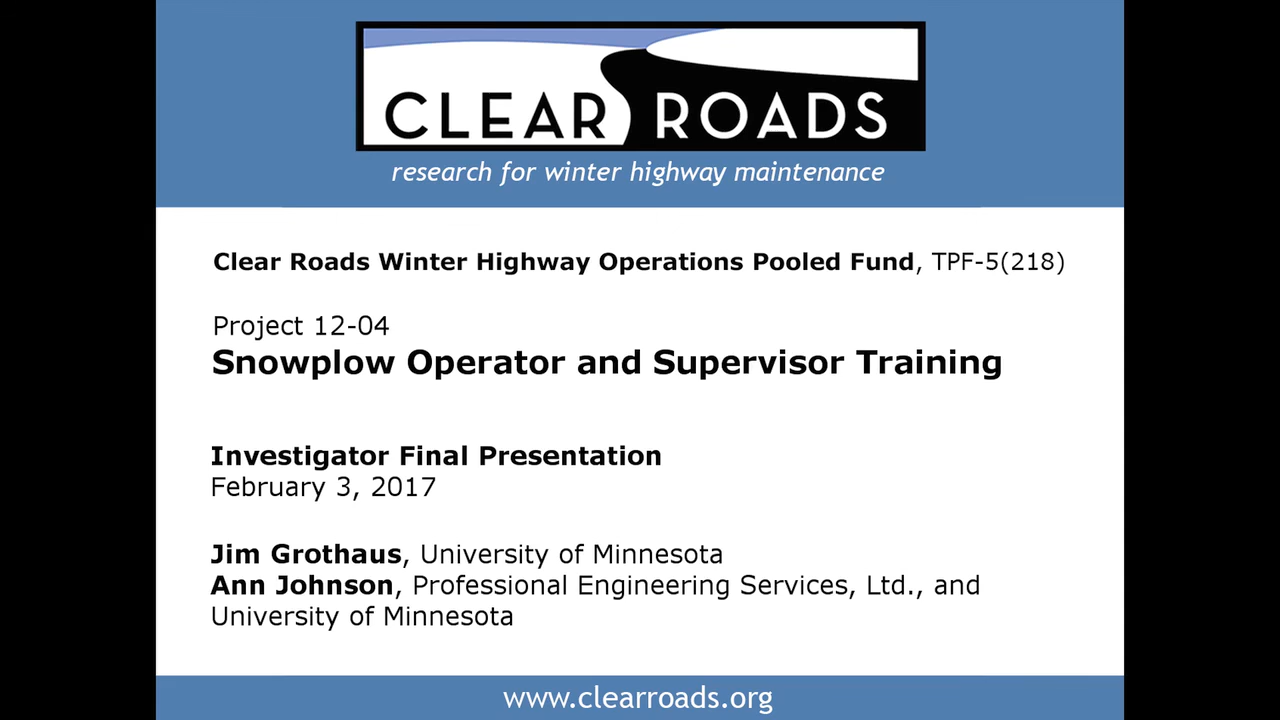 CLEAR ROADS
research for winter highway maintenance
Clear Roads Winter Highway Operations Pooled Fund, TPF-5(218)
Project 12-04
Snowplow Operator and Supervisor Training
Investigator Final Presentation
February 3, 2017
Jim Grothaus, University of Minnesota
Ann Johnson, Professional Engineering Services, Ltd., and
University of Minnesota
www.clearroads.org